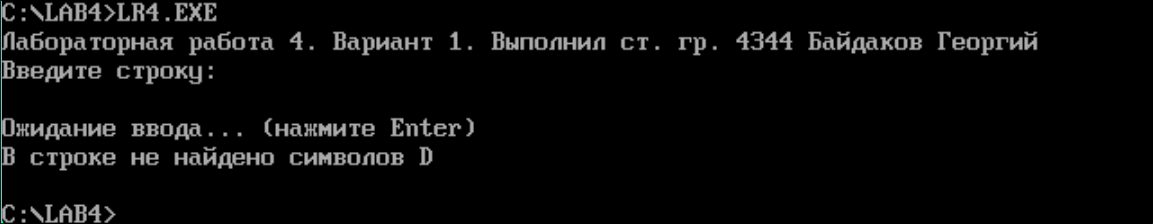 C:\LAB4>LR4.EXE
Лабораторная работа 4. Вариант 1. Выполнил ст. гр. 4344 Байдаков Георгий
Введите строку:
Ожидание ввода... (нажмите Enter)
В строке не найдено символов D
C:\LAB4>